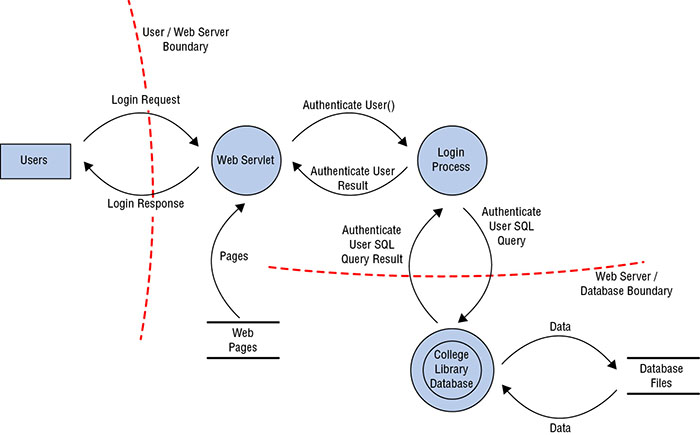 User / Web Server
Boundary
Login Request
Authenticate User()
Users
Web Servlet
Login
Process
Authenticate User
Result
Login Response
Authenticate
User SQL
Query Result
Authenticate
User SQL
Query
Pages
Web Server /
Database Boundary
Web
Pages
College
Library
Database
Data
Database
Files
Data